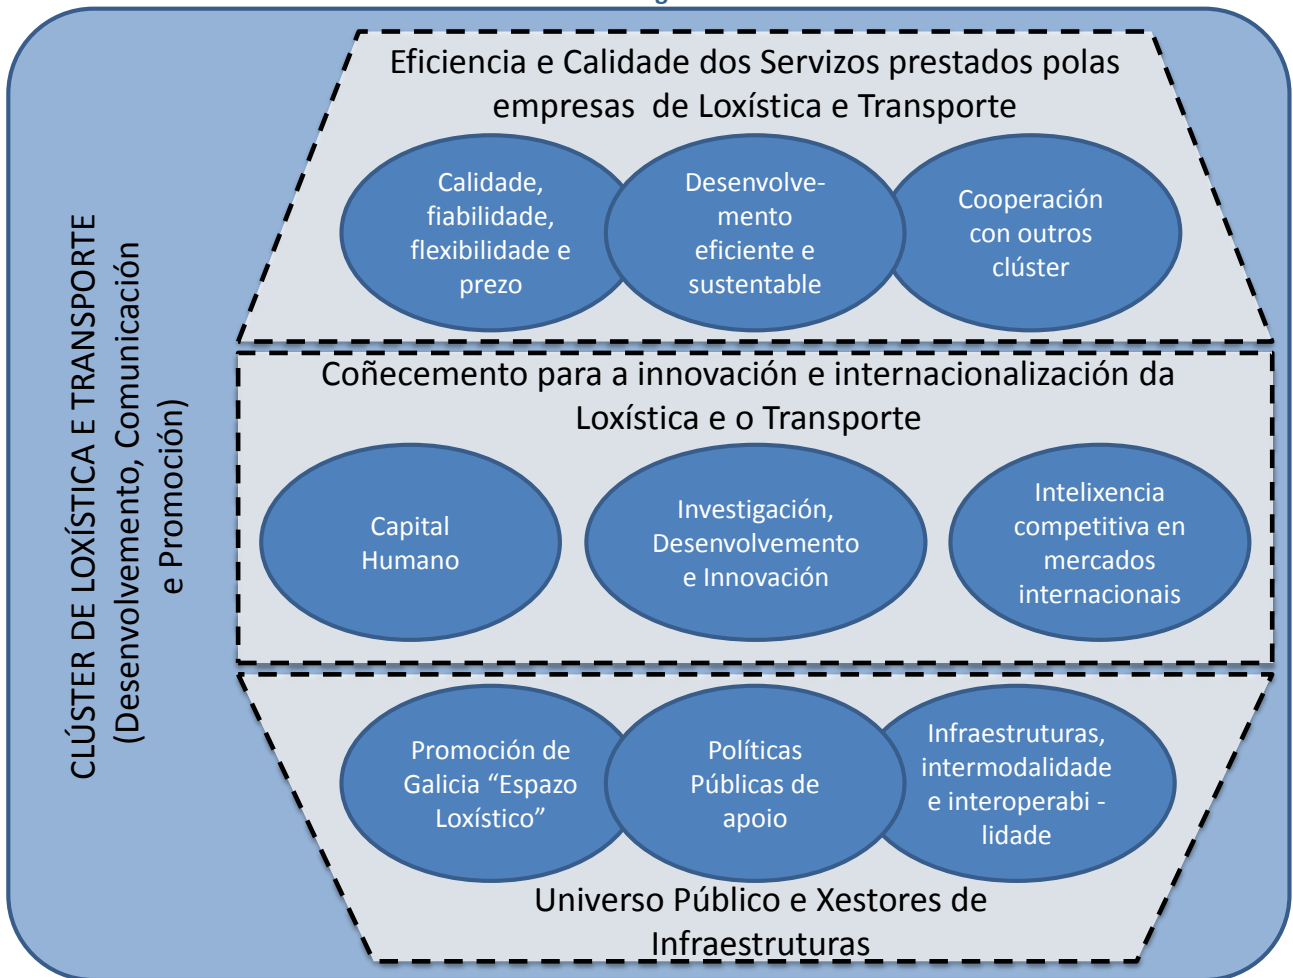 CLÚSTER DE LOXÍSTICA E TRANSPORTE
(Desenvolvemento, Comunicación
e Promoción)
Eficiencia e Calidade dos Servizos prestados polas
empresas de Loxística e Transporte
Calidade,
fiabilidade,
flexibilidade e
prezo
Desenvolve-
mento
eficiente e
sustentable
Cooperación
con outros
clúster
Coñecemento para a innovación e internacionalización da
Loxística e o Transporte
Capital
Humano
Investigación,
Desenvolvemento
e Innovación
Intelixencia
competitiva en
mercados
internacionais
Promoción de
Galicia “Espazo
Loxístico”
Políticas
Públicas de
apoio
Infraestruturas,
intermodalidade
e interoperabi -
lidade
Universo Público e Xestores de
Infraestruturas